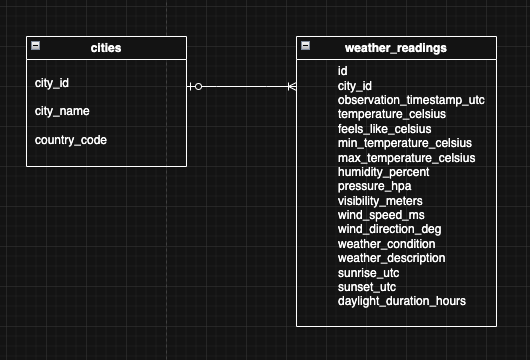 cities
city_id
city_name
country_code
weather_readings
id
city_id
observation_timestamp_utc
temperature_celsius
feels_like_celsius
min_temperature_celsius
max_temperature_celsius
humidity_percent
pressure_hpa
visibility_meters
wind_speed_ms
wind_direction_deg
weather_condition
weather_description
sunrise_utc
sunset_utc
daylight_duration_hours